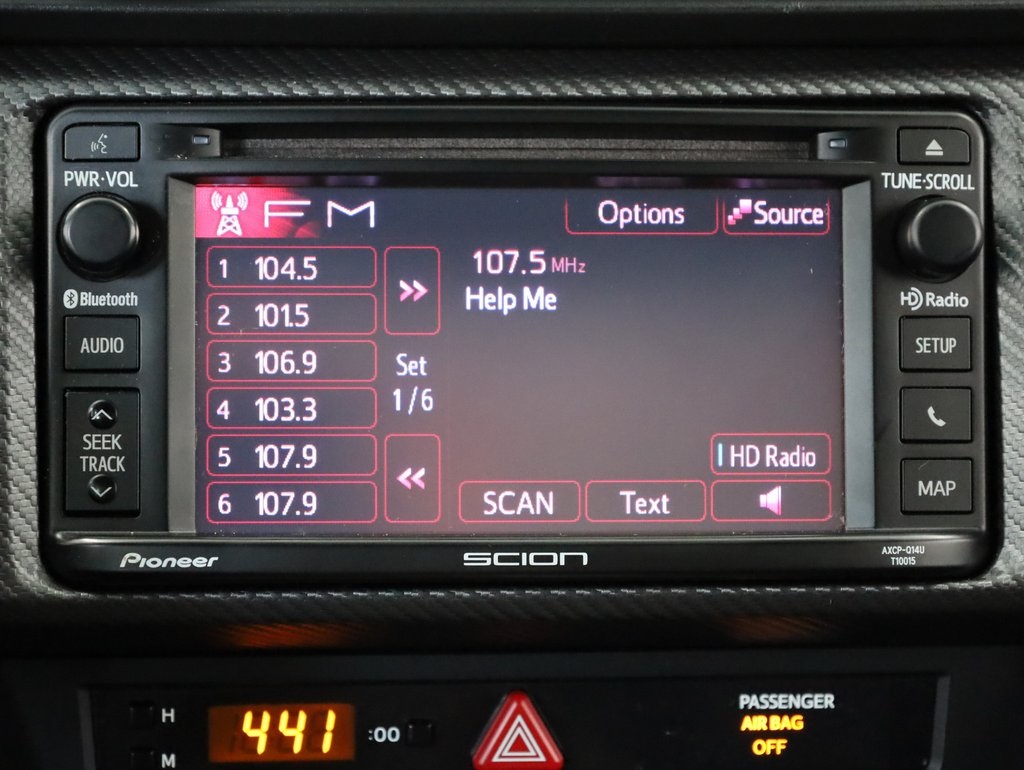 PWR·VOL
TUNE·SCROLL
FM
Options
Source
1 104.5
2 101.5
3 106.9
4 103.3
5 107.9
6 107.9
Set
1/6
107.5 MHz
Help Me
HD Radio
SCAN
Text
Bluetooth
AUDIO
SEEK
TRACK
HD Radio
SETUP
MAP
Pioneer
SCION
AXCP-Q14U
T10015
H
M
441
:00
PASSENGER
AIR BAG
OFF